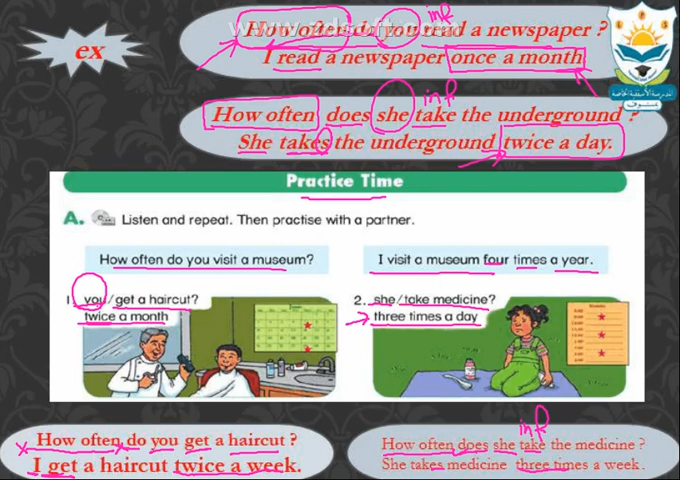 ex
inf
How often do you read a newspaper ?
I read a newspaper once a month
E P S
inf
How often does she take the underground ?
She takes the underground twice a day.
Practice Time
A. Listen and repeat. Then practise with a partner.
How often do you visit a museum?
I visit a museum four times a year.
1. you/get a haircut?
twice a month
2. she/take medicine?
three times a day
inf
How often do you get a haircut ?
I get a haircut twice a week.
How often does she take the medicine ?
She takes medicine three times a week.